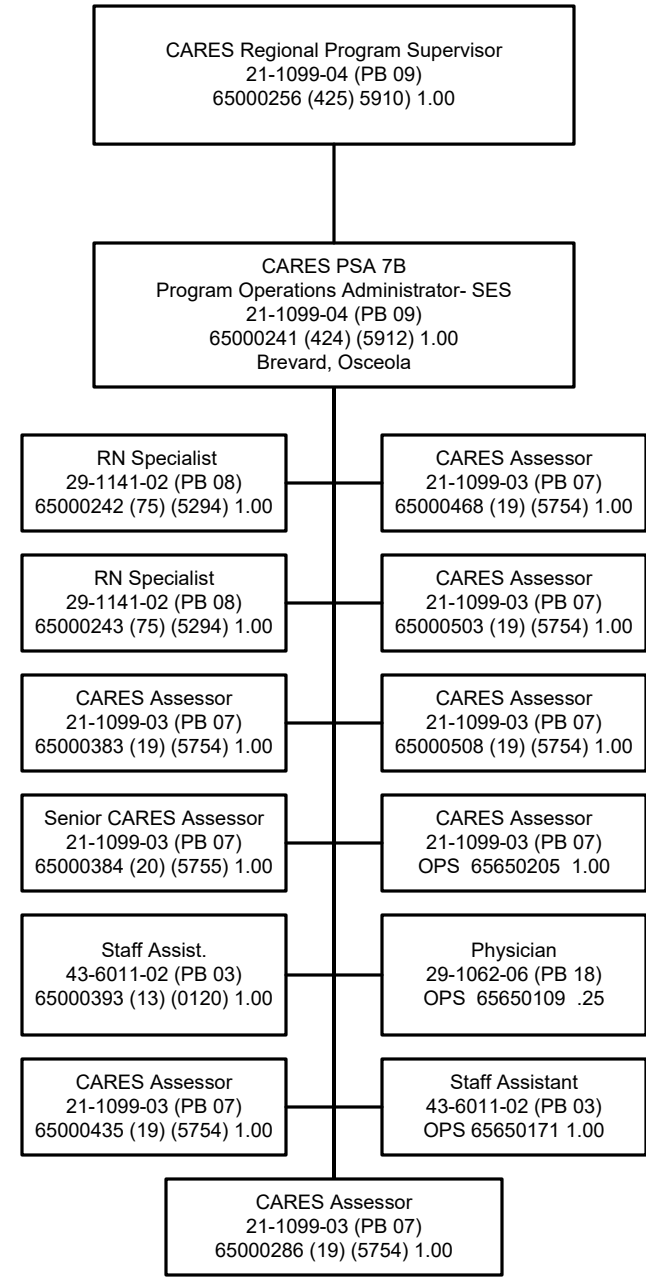 CARES Regional Program Supervisor
21-1099-04 (PB 09)
65000256 (425) 5910) 1.00
CARES PSA 7B
Program Operations Administrator- SES
21-1099-04 (PB 09)
65000241 (424) (5912) 1.00
Brevard, Osceola
RN Specialist
29-1141-02 (PB 08)
65000242 (75) (5294) 1.00
CARES Assessor
21-1099-03 (PB 07)
65000468 (19) (5754) 1.00
RN Specialist
29-1141-02 (PB 08)
65000243 (75) (5294) 1.00
CARES Assessor
21-1099-03 (PB 07)
65000503 (19) (5754) 1.00
CARES Assessor
21-1099-03 (PB 07)
65000383 (19) (5754) 1.00
CARES Assessor
21-1099-03 (PB 07)
65000508 (19) (5754) 1.00
Senior CARES Assessor
21-1099-03 (PB 07)
65000384 (20) (5755) 1.00
CARES Assessor
21-1099-03 (PB 07)
OPS 65650205 1.00
Staff Assist.
43-6011-02 (PB 03)
65000393 (13) (0120) 1.00
Physician
29-1062-06 (PB 18)
OPS 65650109 .25
CARES Assessor
21-1099-03 (PB 07)
65000435 (19) (5754) 1.00
Staff Assistant
43-6011-02 (PB 03)
OPS 65650171 1.00
CARES Assessor
21-1099-03 (PB 07)
65000286 (19) (5754) 1.00